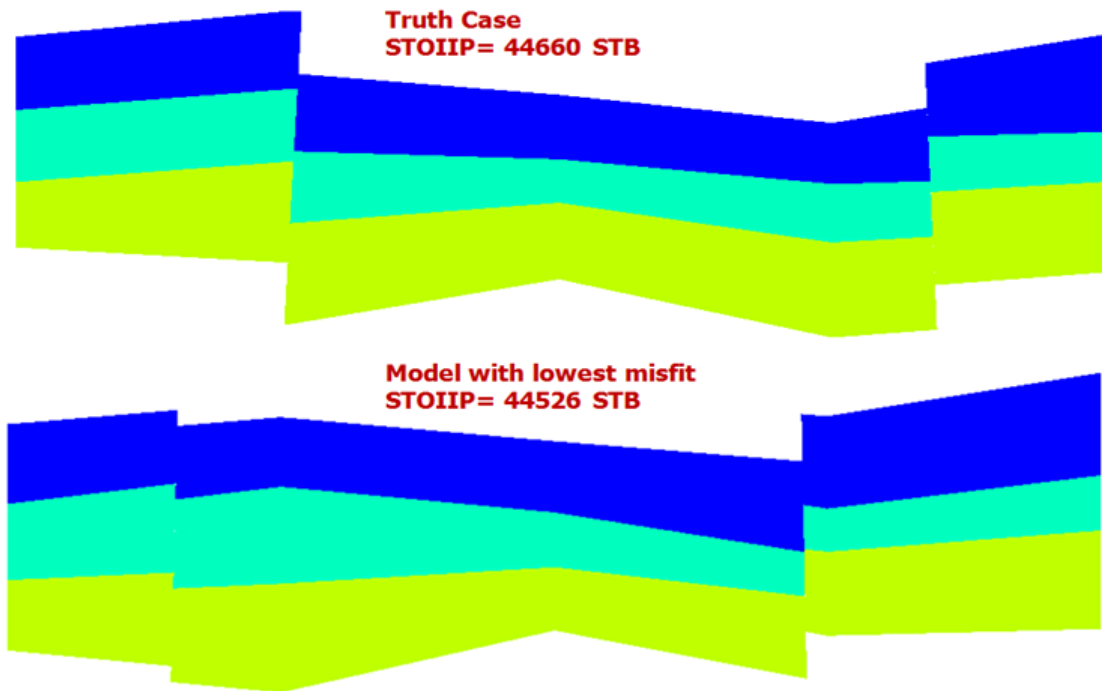 Truth Case
STOIIP= 44660 STB
Model with lowest misfit
STOIIP= 44526 STB